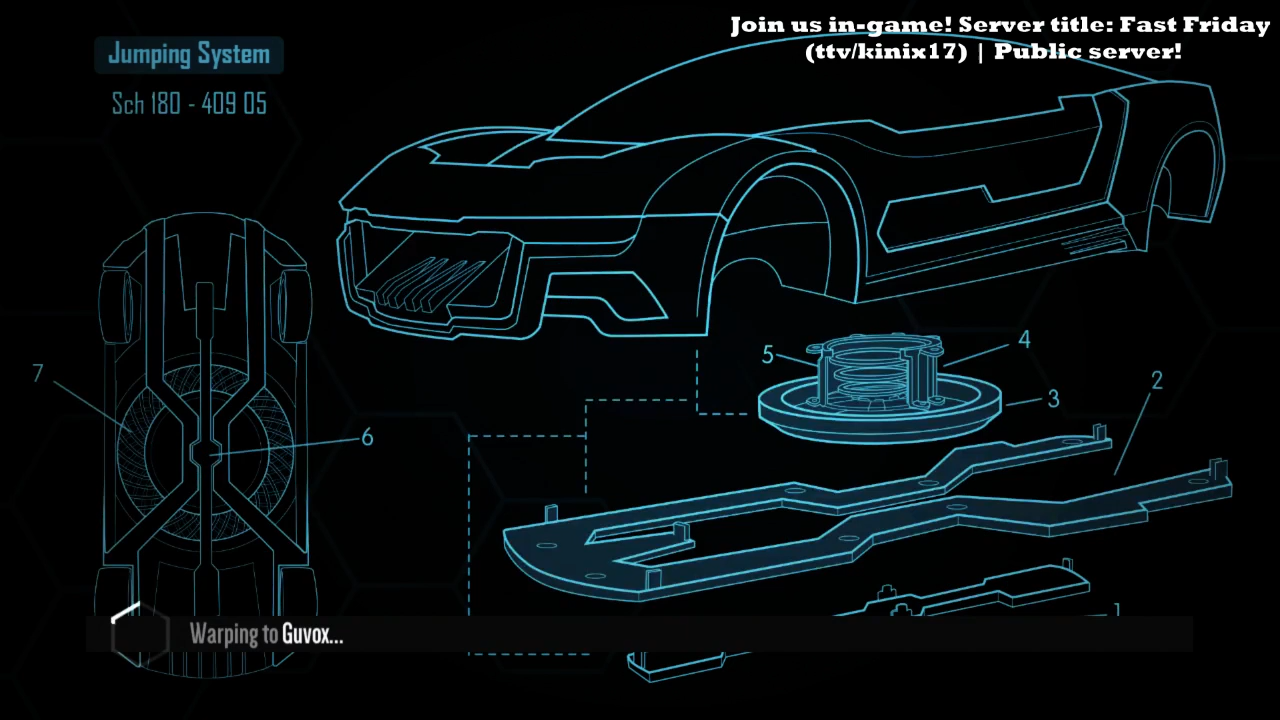 Join us in-game! Server title: Fast Friday
(ttv/kinix17) | Public server!
Jumping System
Sch 180 - 409 05
5
4
2
7
3
6
1
Warping to Guvox...